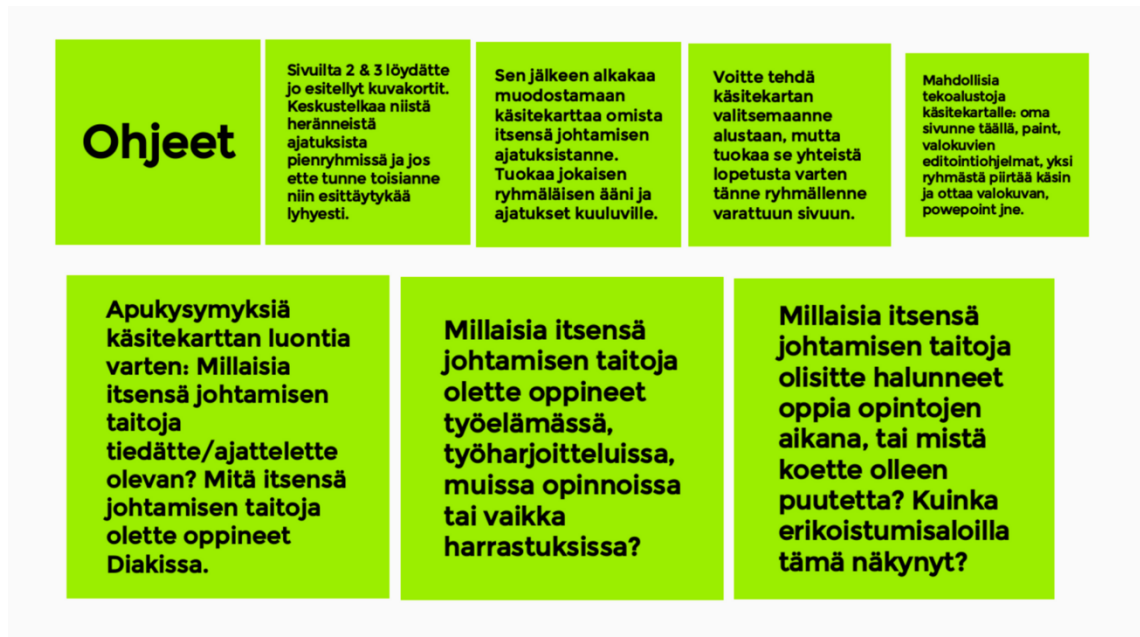 Ohjeet
Sivuilta 2 & 3 löydätte
jo esitellyt kuvakortit.
Keskustelkaa niistä
heränneistä
ajatuksista
pienryhmissä ja jos
ette tunne toisianne
niin esittäytykää
lyhyesti.
Sen jälkeen alkakaa
muodostamaan
käsitekarttaa omista
itsensä johtamisen
ajatuksistanne.
Tuokaa jokaisen
ryhmäläisen ääni ja
ajatukset kuuluville.
Voitte tehdä
käsitekartan
valitsemaanne
alustaan, mutta
tuokaa se yhteistä
lopetusta varten
tänne ryhmällenne
varattuun sivuun.
Mahdollisia
tekoalustoja
käsitekartalle: oma
sivunne täällä, paint,
valokuvien
editointiohjelmat, yksi
ryhmästä piirtää käsin
ja ottaa valokuvan,
powepoint jne.
Apukysymyksiä
käsitekarttan luontia
varten: Millaisia
itsensä johtamisen
taitoja
tiedätte/ajattelette
olevan? Mitä itsensä
johtamisen taitoja
olette oppineet
Diakissa.
Millaisia itsensä
johtamisen taitoja
olette oppineet
työelämässä,
työharjoitteluissa,
muissa opinnoissa
tai vaikka
harrastuksissa?
Millaisia itsensä
johtamisen taitoja
olisitte halunneet
oppia opintojen
aikana, tai mistä
koette olleen
puutetta? Kuinka
erikoistumisaloilla
tämä näkynyt?